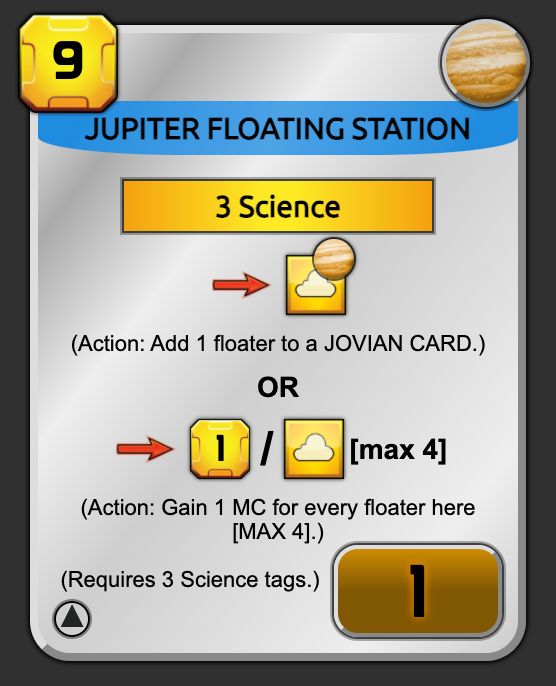 9
JUPITER FLOATING STATION
3 Science
(Action: Add 1 floater to a JOVIAN CARD.)
OR
1 / [max 4]
(Action: Gain 1 MC for every floater here
[MAX 4].)
(Requires 3 Science tags.)
1